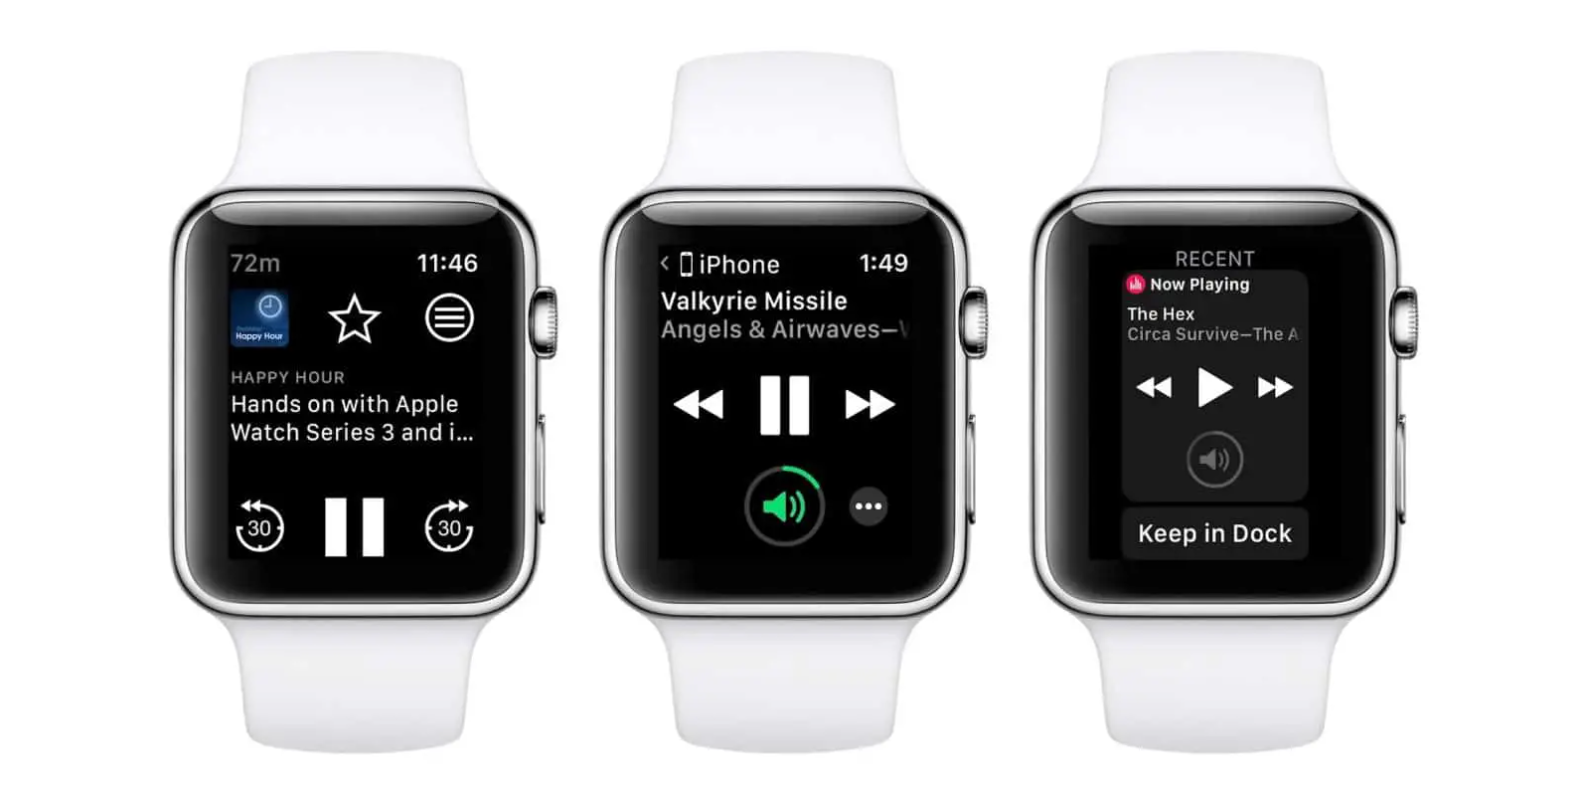 72m
11:46
Happy Hour
HAPPY HOUR
Hands on with Apple
Watch Series 3 and i...
30
30
iPhone
1:49
Valkyrie Missile
Angels & Airwaves–
RECENT
Now Playing
The Hex
Circa Survive–The A
Keep in Dock